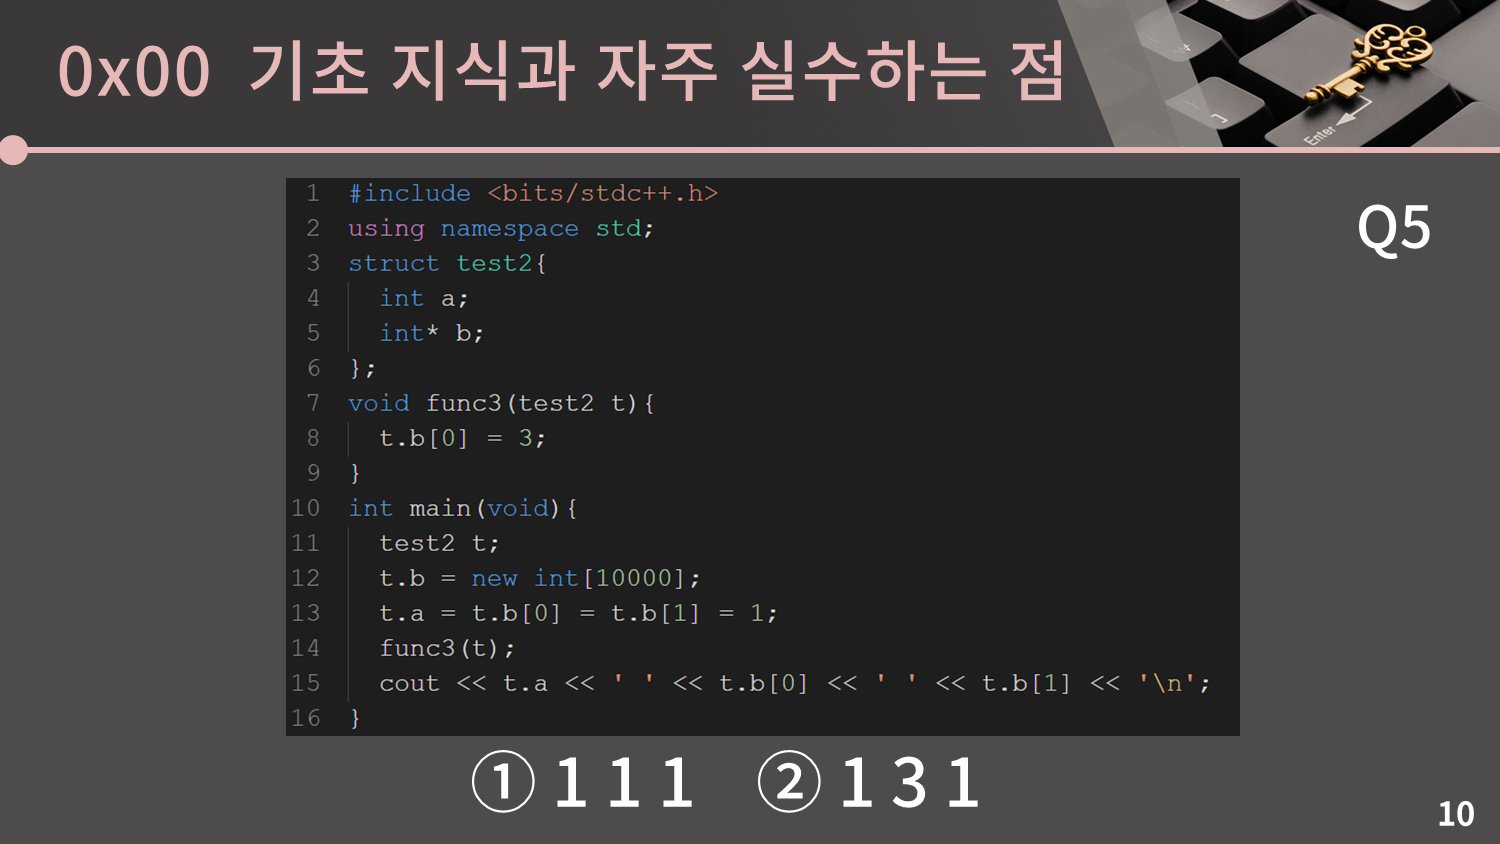 0x00 기초 지식과 자주 실수하는 점
Enter
Q5
1 #include <bits/stdc++.h>
2 using namespace std;
3 struct test2{
4   int a;
5   int* b;
6 };
7 void func3(test2 t){
8   t.b[0] = 3;
9 }
10 int main(void){
11   test2 t;
12   t.b = new int[10000];
13   t.a = t.b[0] = t.b[1] = 1;
14   func3(t);
15   cout << t.a << ' ' << t.b[0] << ' ' << t.b[1] << '\n';
16 }
① 1 1 1 ② 1 3 1
10